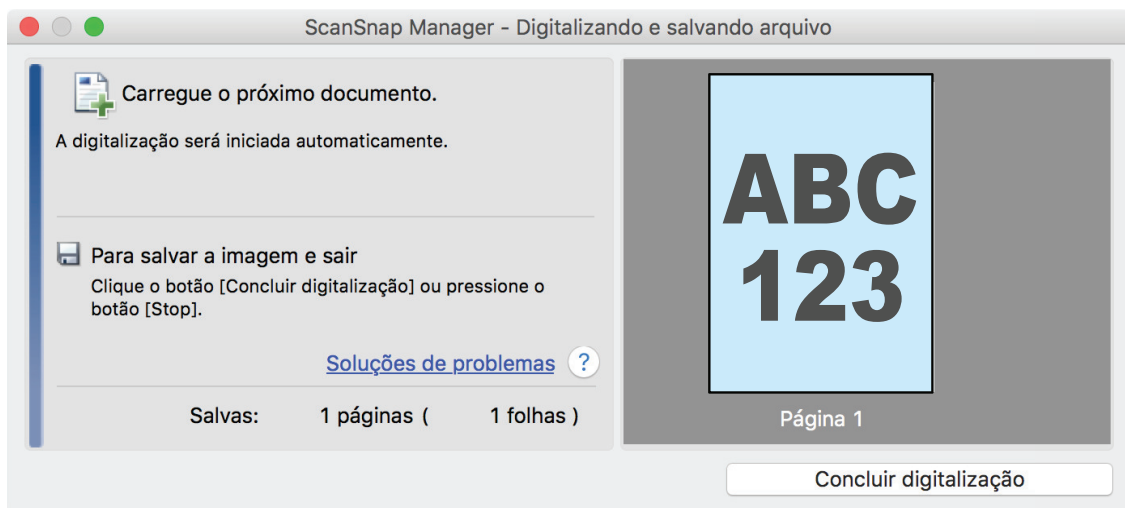 ScanSnap Manager - Digitalizando e salvando arquivo
Carregue o próximo documento.
A digitalização será iniciada automaticamente.
Para salvar a imagem e sair
Clique o botão [Concluir digitalização] ou pressione o
botão [Stop].
Soluções de problemas ?
Salvas: 1 páginas ( 1 folhas )
ABC
123
Página 1
Concluir digitalização